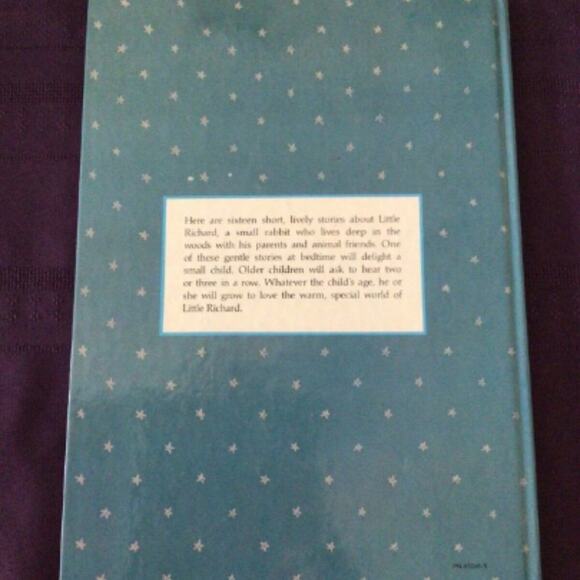 Here are sixteen short, lively stories about Little
Richard, a small rabbit who lives deep in the
woods with his parents and animal friends. One
of these gentle stories at bedtime will delight a
small child. Older children will ask to hear two
or three in a row. Whatever the child's age, he or
she will grow to love the warm, special world of
Little Richard.